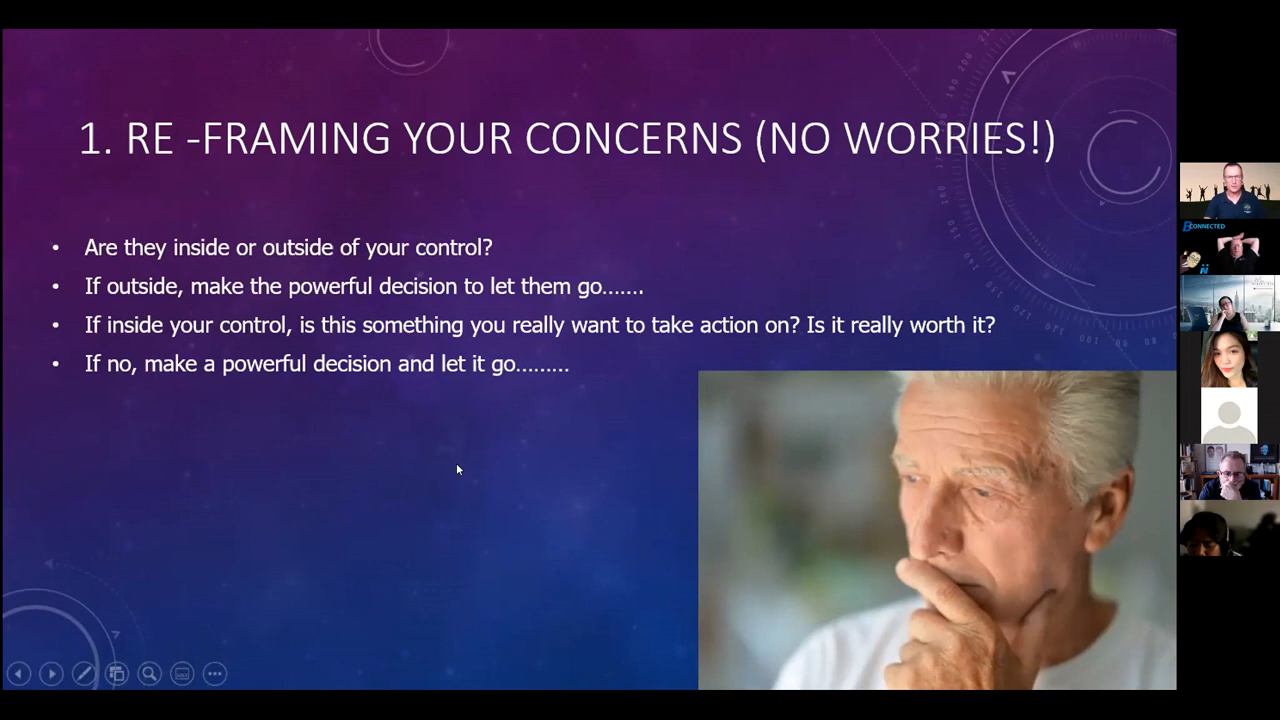 1. RE -FRAMING YOUR CONCERNS (NO WORRIES!)
• Are they inside or outside of your control?
• If outside, make the powerful decision to let them go.......
• If inside your control, is this something you really want to take action on? Is it really worth it?
• If no, make a powerful decision and let it go.........
BCONNECTED